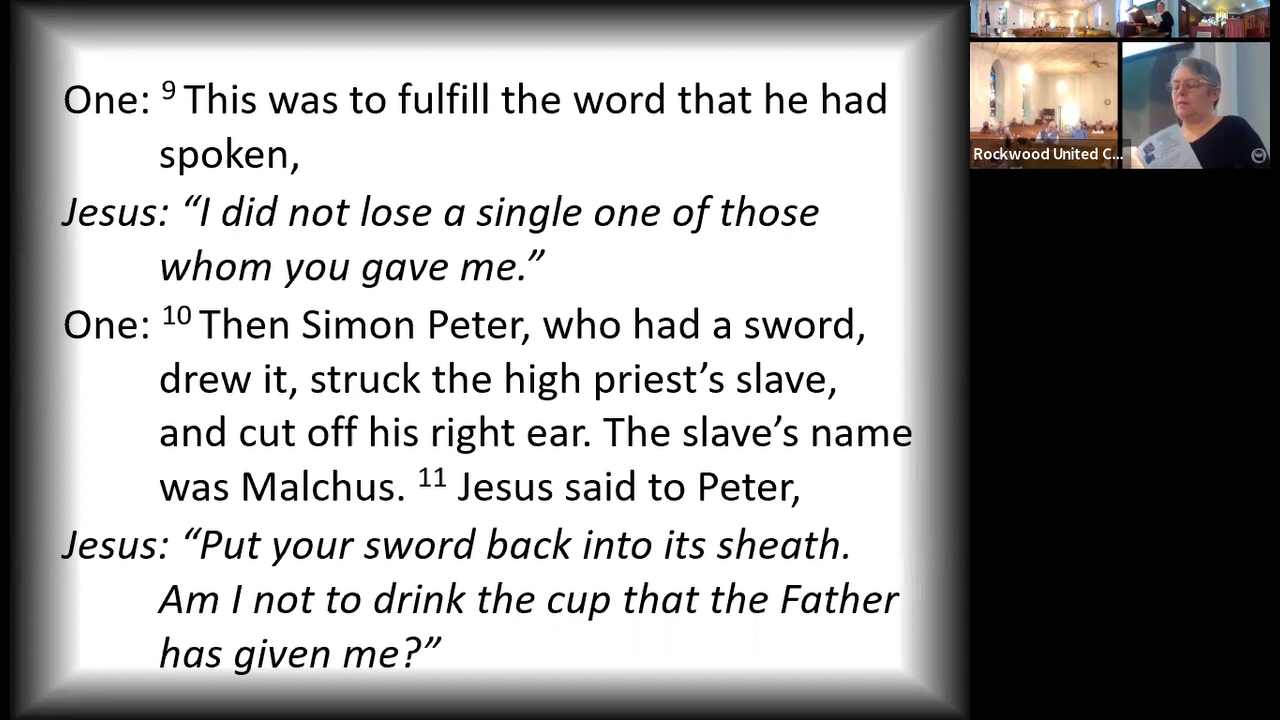 One: 9 This was to fulfill the word that he had
spoken,
Jesus: “I did not lose a single one of those
whom you gave me.”
One: 10 Then Simon Peter, who had a sword,
drew it, struck the high priest’s slave,
and cut off his right ear. The slave’s name
was Malchus. 11 Jesus said to Peter,
Jesus: “Put your sword back into its sheath.
Am I not to drink the cup that the Father
has given me?”
Rockwood United C...